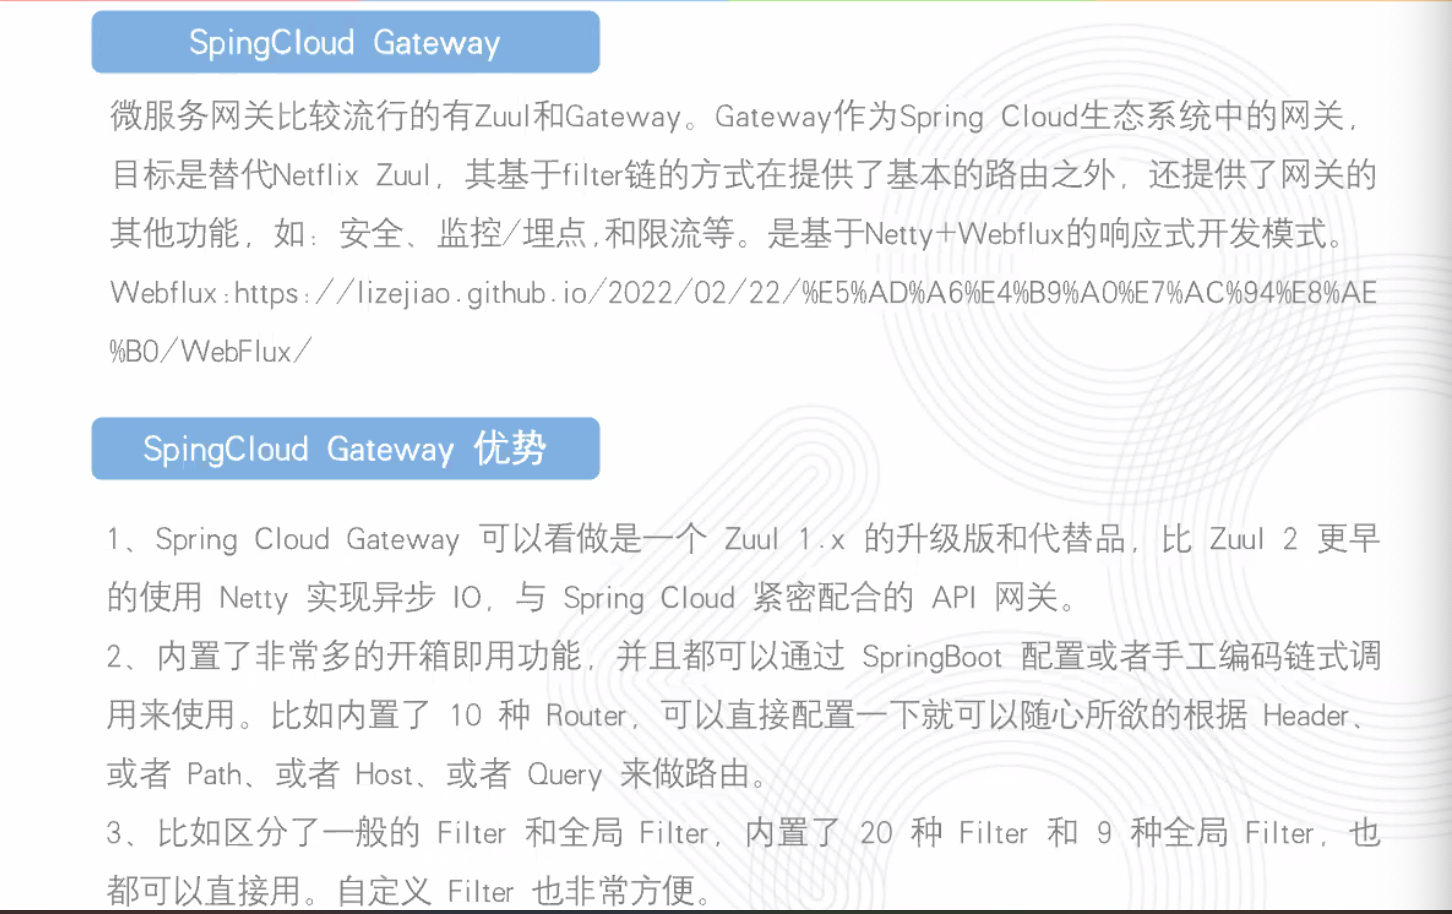 SpingCloud Gateway
微服务网关比较流行的有Zuul和Gateway。Gateway作为Spring Cloud生态系统中的网关，
目标是替代Netflix Zuul，其基于filter链的方式在提供了基本的路由之外，还提供了网关的
其他功能，如：安全、监控/埋点,和限流等。是基于Netty+Webflux的响应式开发模式。
Webflux:https://lizejiao.github.io/2022/02/22/%E5%AD%A6%E4%B9%A0%E7%AC%94%E8%AE
%B0/WebFlux/
SpingCloud Gateway 优势
1、Spring Cloud Gateway 可以看做是一个 Zuul 1.x 的升级版和代替品，比 Zuul 2 更早
的使用 Netty 实现异步 IO，与 Spring Cloud 紧密配合的 API 网关。
2、内置了非常多的开箱即用功能，并且都可以通过 SpringBoot 配置或者手工编码链式调
用来使用。比如内置了 10 种 Router，可以直接配置一下就可以随心所欲的根据 Header、
或者 Path、或者 Host、或者 Query 来做路由。
3、比如区分了一般的 Filter 和全局 Filter，内置了 20 种 Filter 和 9 种全局 Filter，也
都可以直接用。自定义 Filter 也非常方便。